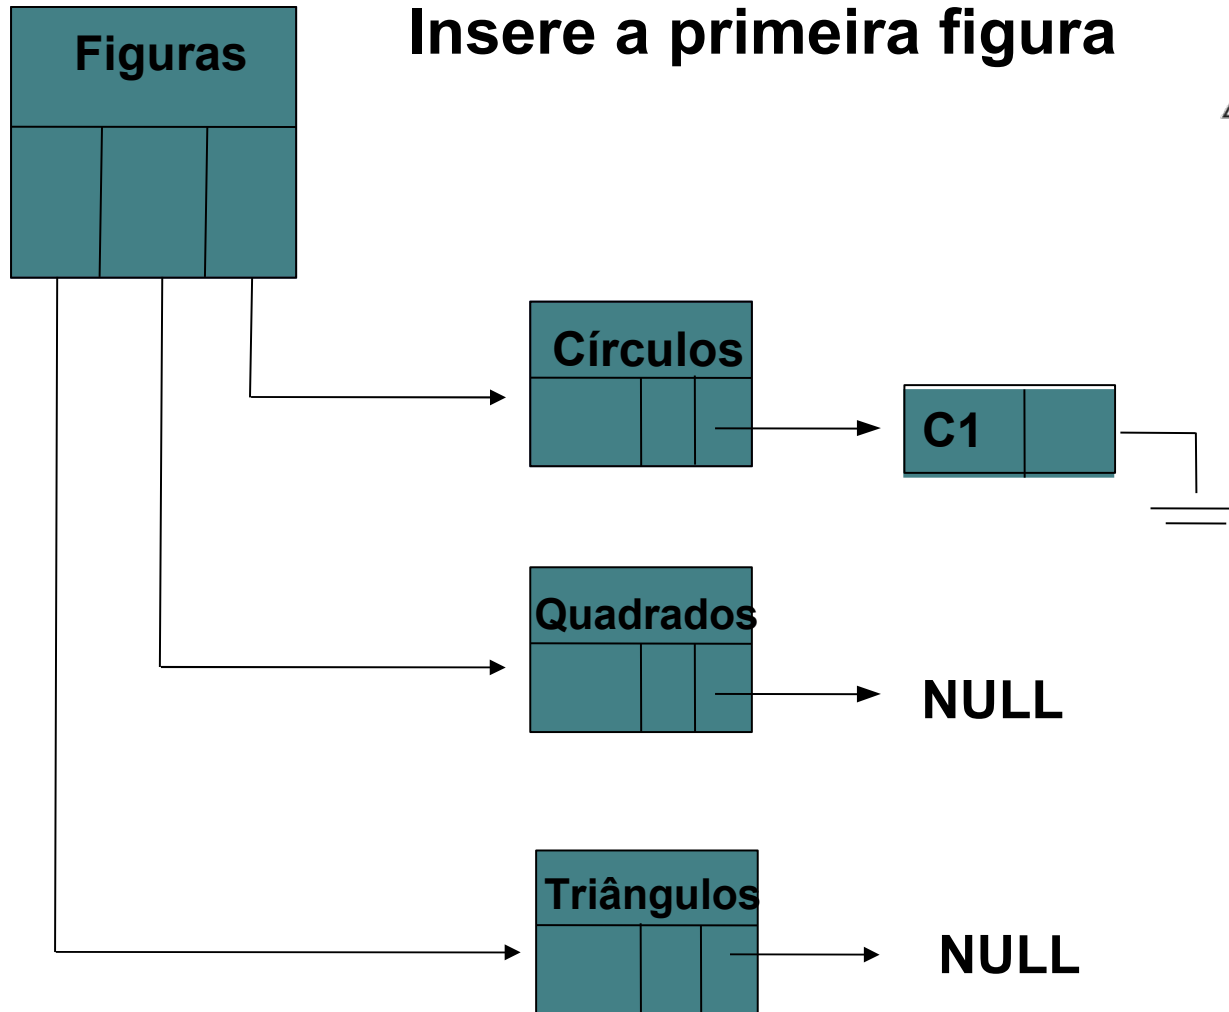 Insere a primeira figura
Figuras
Círculos
C1
Quadrados
NULL
Triângulos
NULL